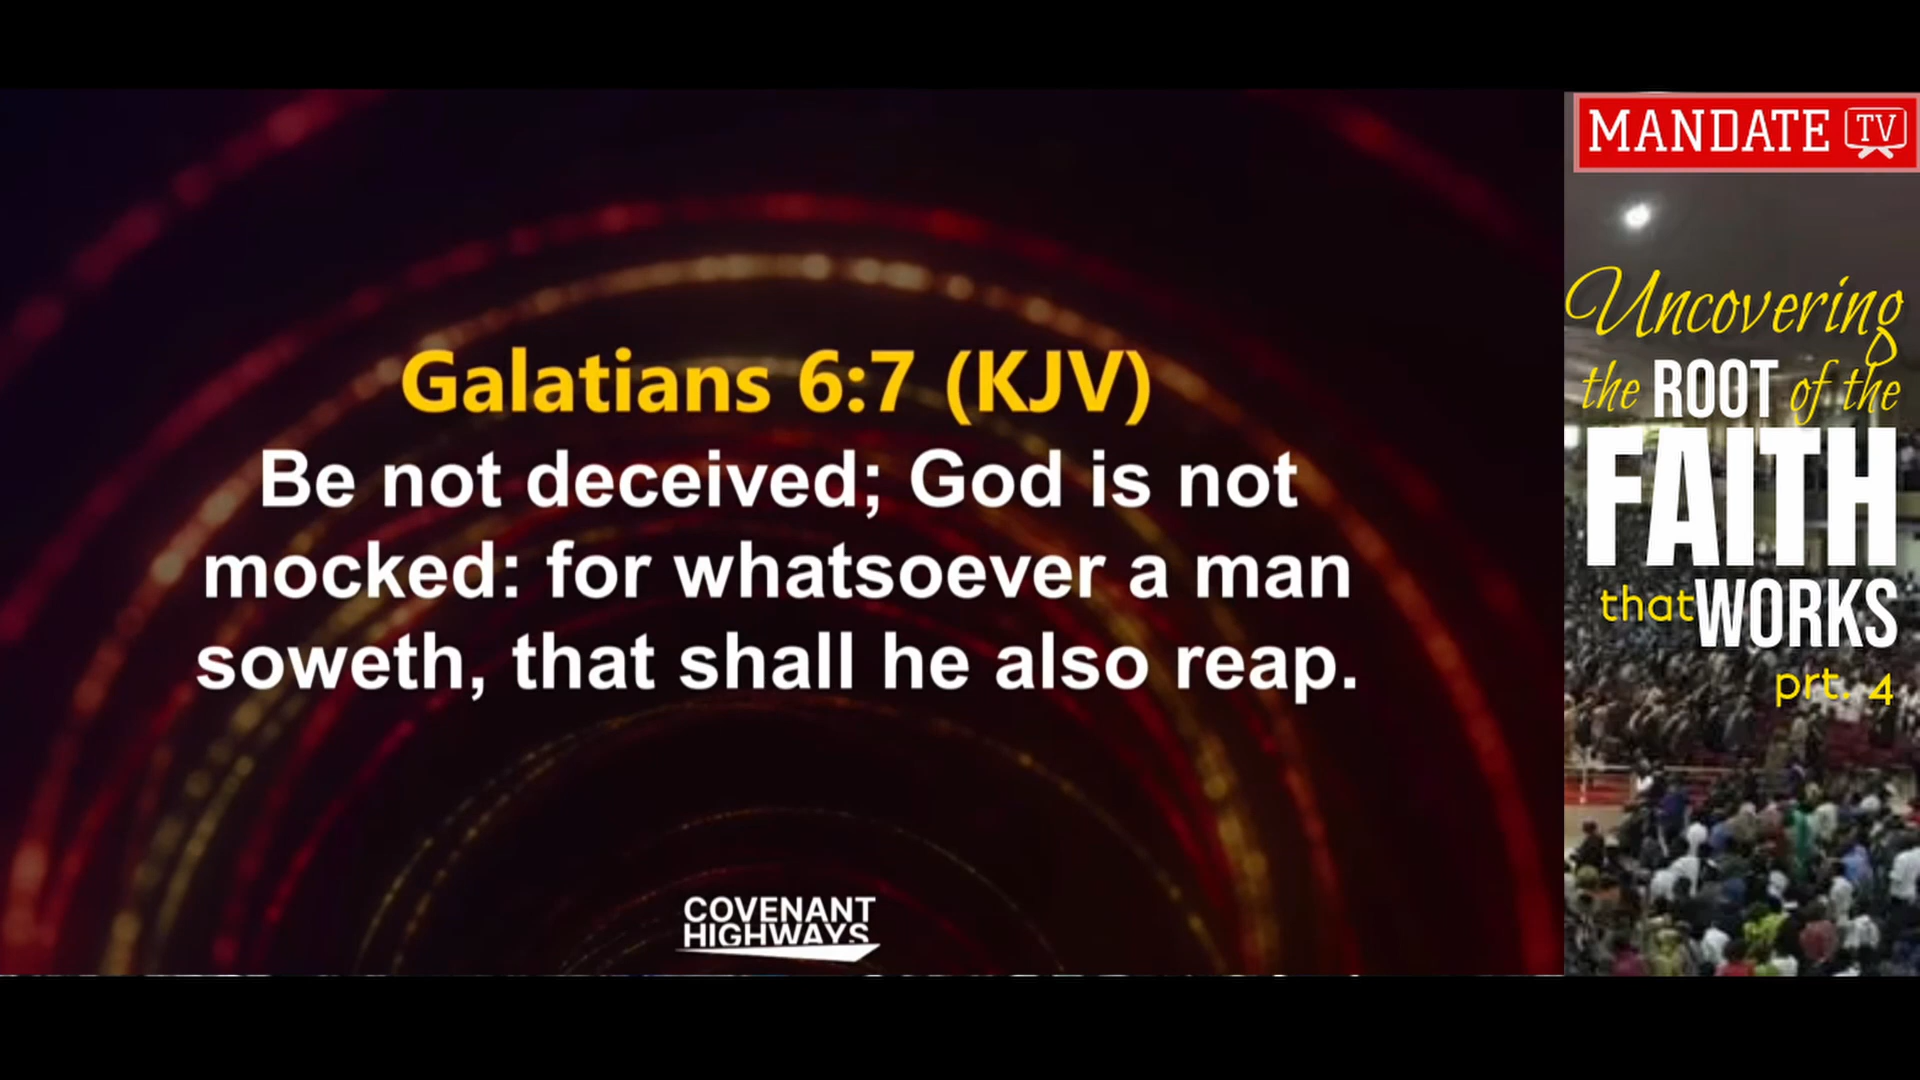 Galatians 6:7 (KJV)
Be not deceived; God is not
mocked: for whatsoever a man
soweth, that shall he also reap.
COVENANT
HIGHWAYS
MANDATE TV
Uncovering
the ROOT of the
FAITH
that WORKS
prt. 4